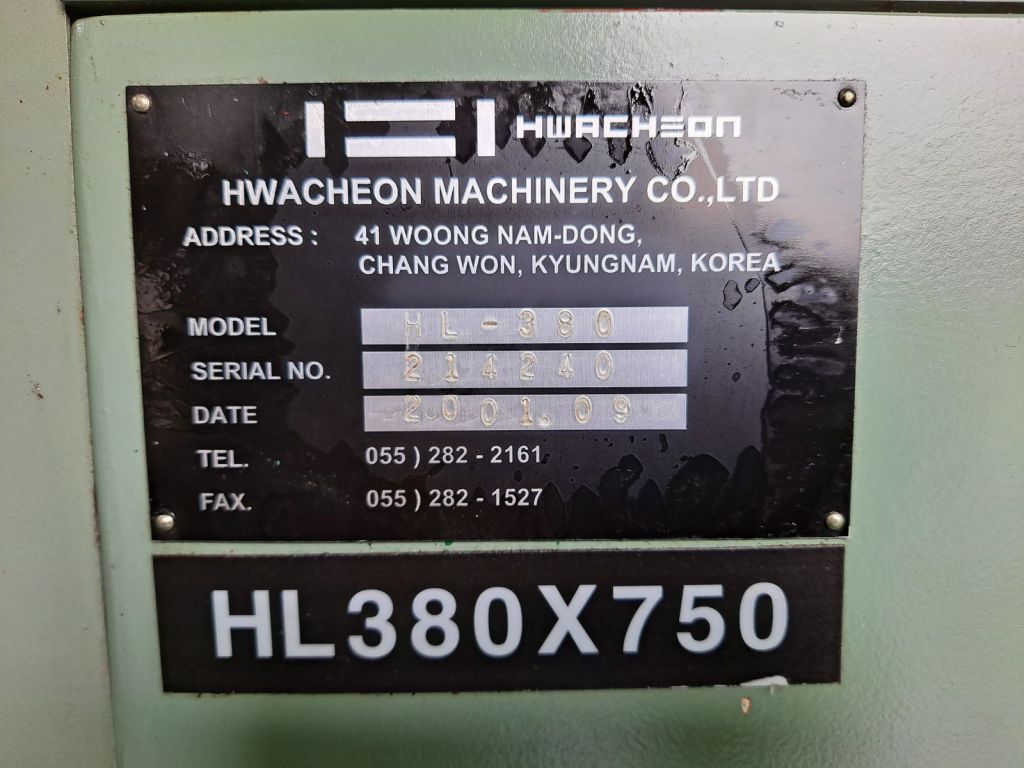 HWACHEON
HWACHEON MACHINERY CO.,LTD
ADDRESS : 41 WOONG NAM-DONG,
CHANG WON, KYUNGNAM, KOREA
MODEL HL-380
SERIAL NO. 214240
DATE 2001.09
TEL. 055 ) 282 - 2161
FAX. 055 ) 282 - 1527
HL380X750